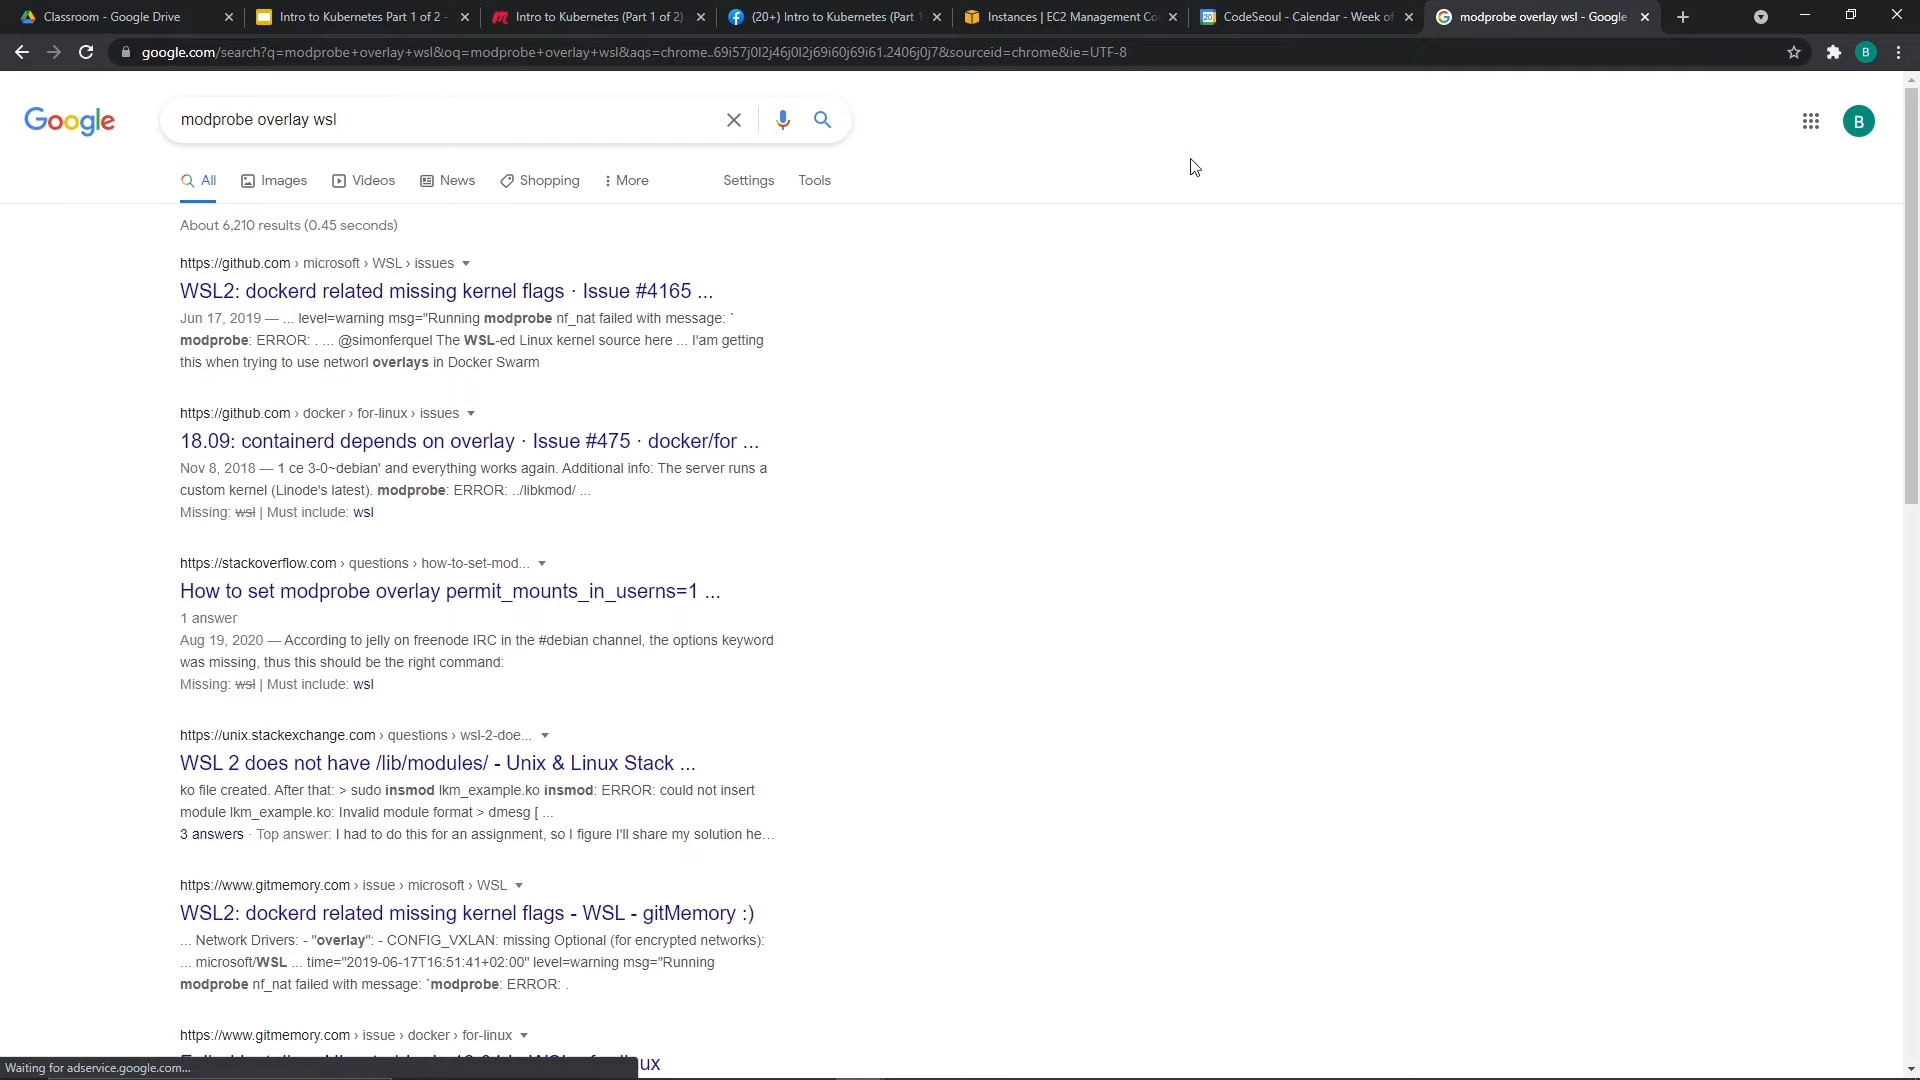 Classroom - Google Drive
Intro to Kubernetes Part 1 of 2 -
Intro to Kubernetes (Part 1 of 2)
(20+) Intro to Kubernetes (Part 1
Instances | EC2 Management Co
CodeSeoul - Calendar - Week of
modprobe overlay wsl - Google
google.com/search?q=modprobe+overlay+wsl&oq=modprobe+overlay+wsl&aqs=chrome..69i57j0l2j46j0l2j69i60j69i61.2406j0j7&sourceid=chrome&ie=UTF-8
B
Google
modprobe overlay wsl
B
All
Images
Videos
News
Shopping
More
Settings
Tools
About 6,210 results (0.45 seconds)
https://github.com › microsoft › WSL › issues
WSL2: dockerd related missing kernel flags · Issue #4165 ...
Jun 17, 2019 — ... level=warning msg="Running modprobe nf_nat failed with message: `
modprobe: ERROR: . ... @simonferquel The WSL-ed Linux kernel source here ... I'am getting
this when trying to use networl overlays in Docker Swarm
https://github.com › docker › for-linux › issues
18.09: containerd depends on overlay · Issue #475 · docker/for ...
Nov 8, 2018 — 1 ce 3-0~debian' and everything works again. Additional info: The server runs a
custom kernel (Linode's latest). modprobe: ERROR: ../libkmod/ ...
Missing: wsl | Must include: wsl
https://stackoverflow.com › questions › how-to-set-mod...
How to set modprobe overlay permit_mounts_in_userns=1 ...
1 answer
Aug 19, 2020 — According to jelly on freenode IRC in the #debian channel, the options keyword
was missing, thus this should be the right command:
Missing: wsl | Must include: wsl
https://unix.stackexchange.com › questions › wsl-2-doe...
WSL 2 does not have /lib/modules/ - Unix & Linux Stack ...
ko file created. After that: > sudo insmod lkm_example.ko insmod: ERROR: could not insert
module lkm_example.ko: Invalid module format > dmesg [ ...
3 answers · Top answer: I had to do this for an assignment, so I figure I'll share my solution he...
https://www.gitmemory.com › issue › microsoft › WSL
WSL2: dockerd related missing kernel flags - WSL - gitMemory :)
... Network Drivers: - "overlay": - CONFIG_VXLAN: missing Optional (for encrypted networks):
... microsoft/WSL ... time="2019-06-17T16:51:41+02:00" level=warning msg="Running
modprobe nf_nat failed with message: `modprobe: ERROR: .
https://www.gitmemory.com › issue › docker › for-linux
Waiting for adservice.google.com...